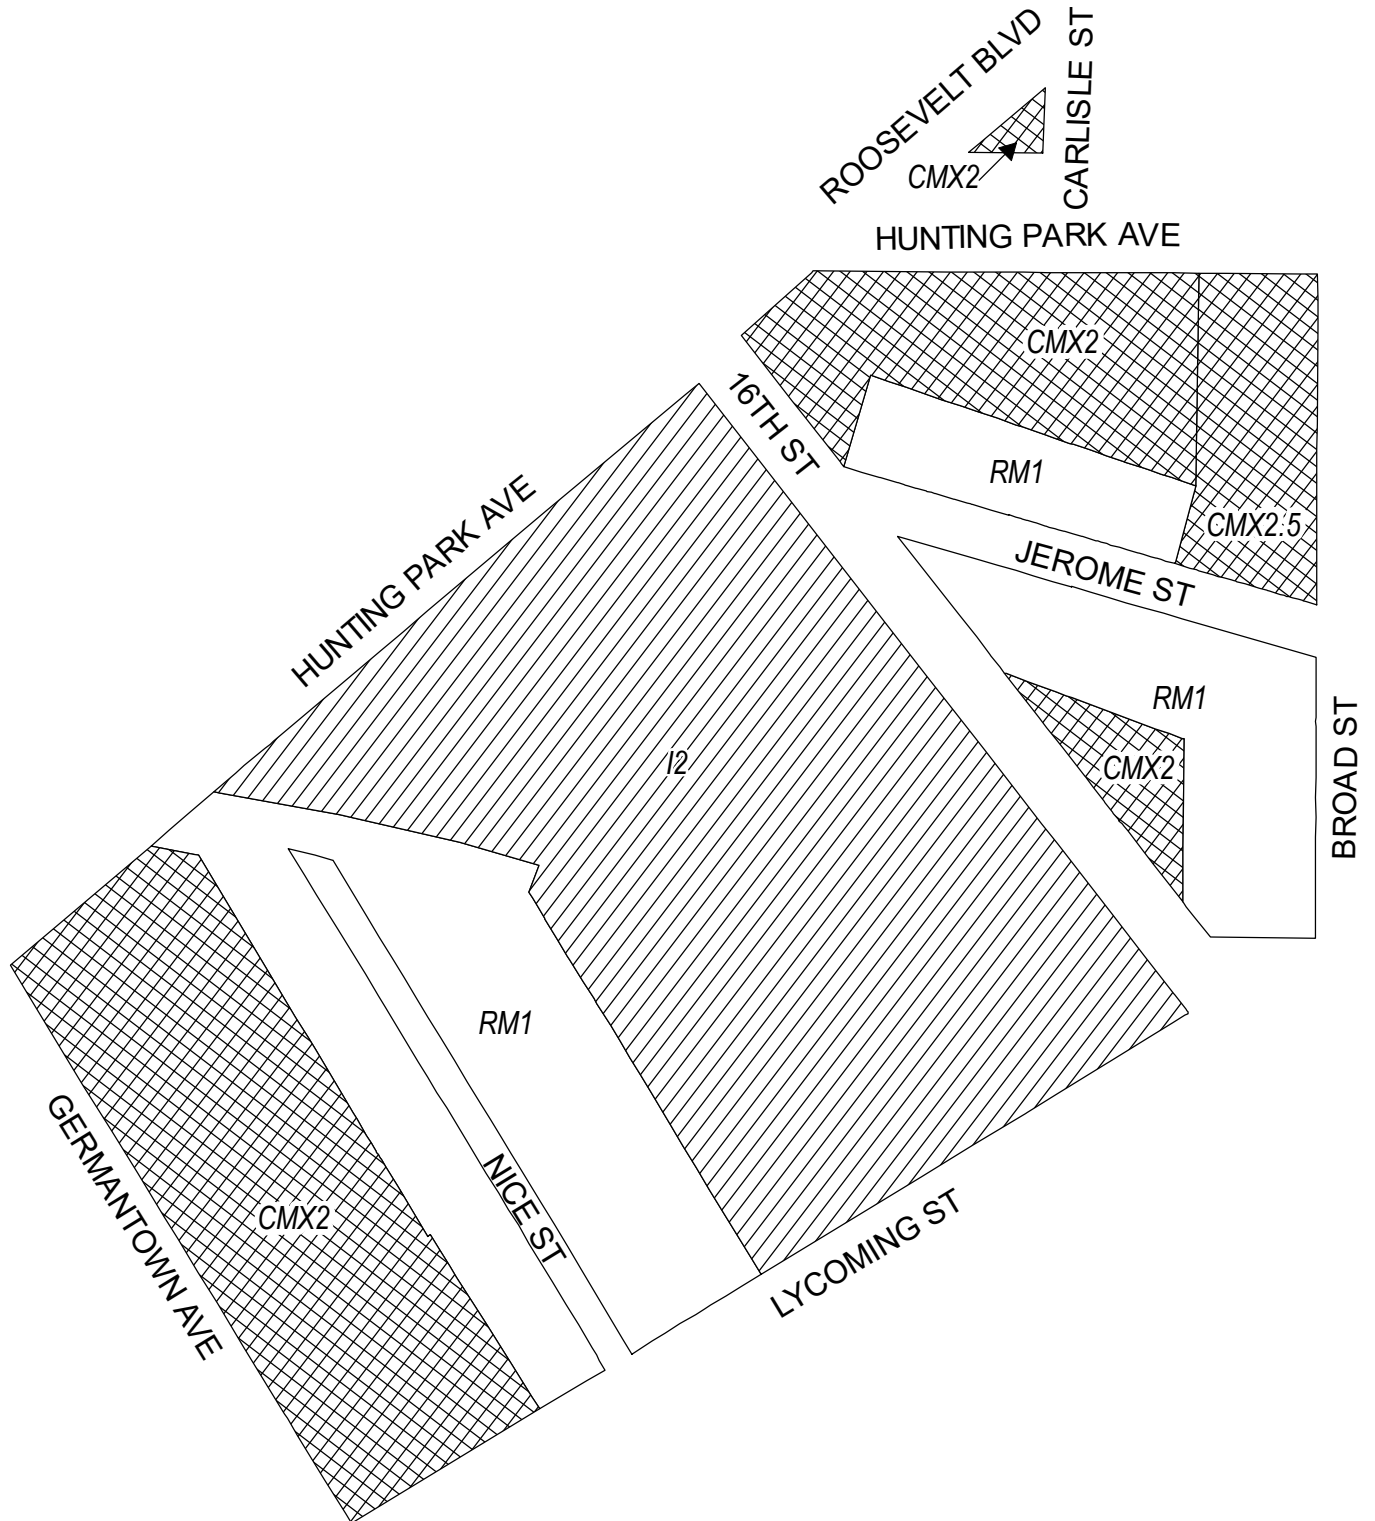 ROOSEVELT BLVD
CARLISLE ST
CMX2
HUNTING PARK AVE
CMX2
16TH ST
RM1
CMX2.5
HUNTING PARK AVE
JEROME ST
RM1
BROAD ST
I2
CMX2
RM1
GERMANTOWN AVE
NICE ST
CMX2
LYCOMING ST